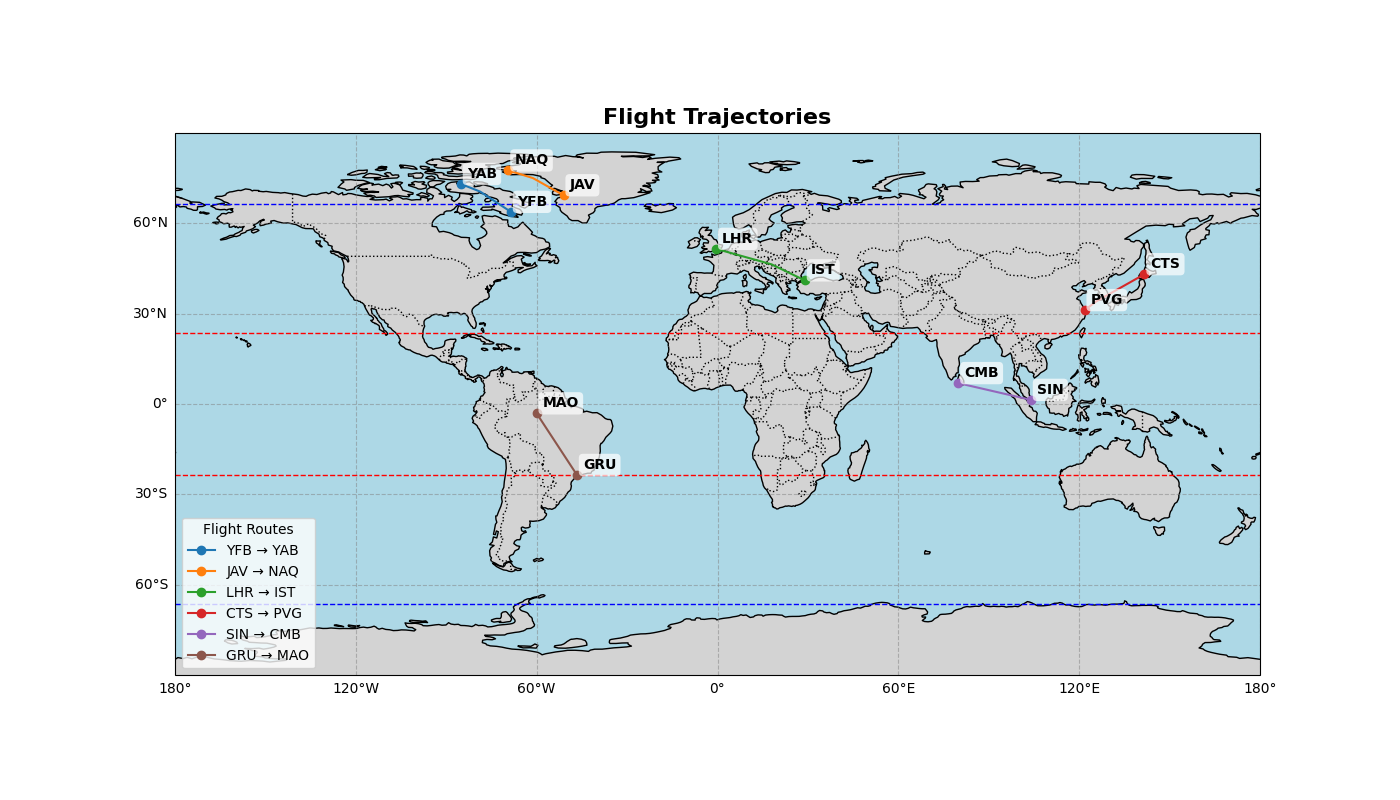 Flight Trajectories
NAQ
YAB
JAV
YFB
60°N
LHR
CTS
IST
PVG
30°N
CMB
SIN
MAO
0°
GRU
30°S
Flight Routes
YFB → YAB
JAV → NAQ
LHR → IST
CTS → PVG
SIN → CMB
GRU → MAO
60°S
180°
120°W
60°W
0°
60°E
120°E
180°